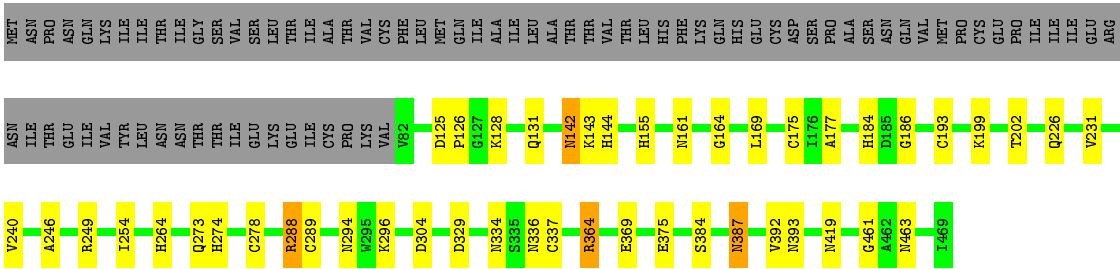 MET ASN PRO ASN GLN LYS ILE ILE THR ILE GLY SER VAL SER LEU THR ILE ALA THR VAL CYS PHE LEU MET GLN ILE ALA ILE LEU ALA THR THR VAL THR LEU HIS PHE LYS GLN HIS GLU CYS ASP SER PRO ALA SER ASN GLN VAL MET PRO CYS GLU PRO ILE ILE ILE GLU ARG
ASN ILE THR GLU ILE VAL TYR LEU ASN ASN THR THR ILE GLU LYS GLU ILE CYS PRO LYS VAL V82 D125 P126 G127 K128 Q131 N142 K143 H144 H155 N161 G164 L169 C175 I176 A177 H184 D185 G186 C193 K199 T202 Q226 V231
V240 A246 R249 I254 H264 Q273 H274 C278 R288 C289 N294 W295 K296 D304 D329 N334 S335 N336 C337 R364 E369 E375 S384 N387 V392 N393 N419 G461 A462 N463 I469